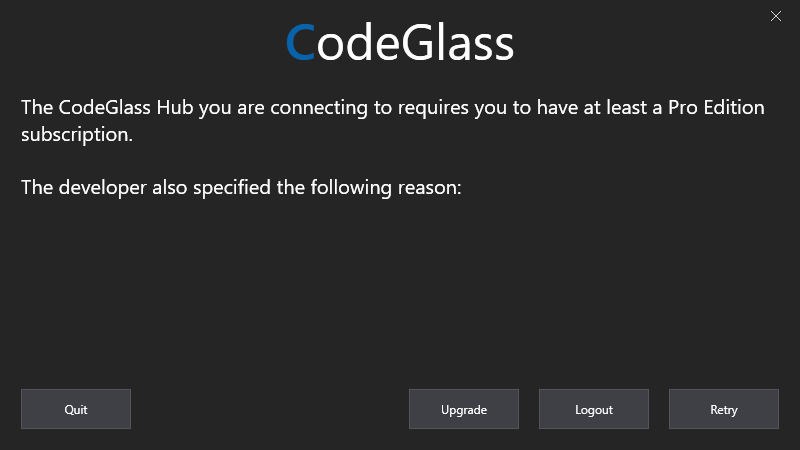 CodeGlass
The CodeGlass Hub you are connecting to requires you to have at least a Pro Edition
subscription.
The developer also specified the following reason:
Quit
Upgrade
Logout
Retry